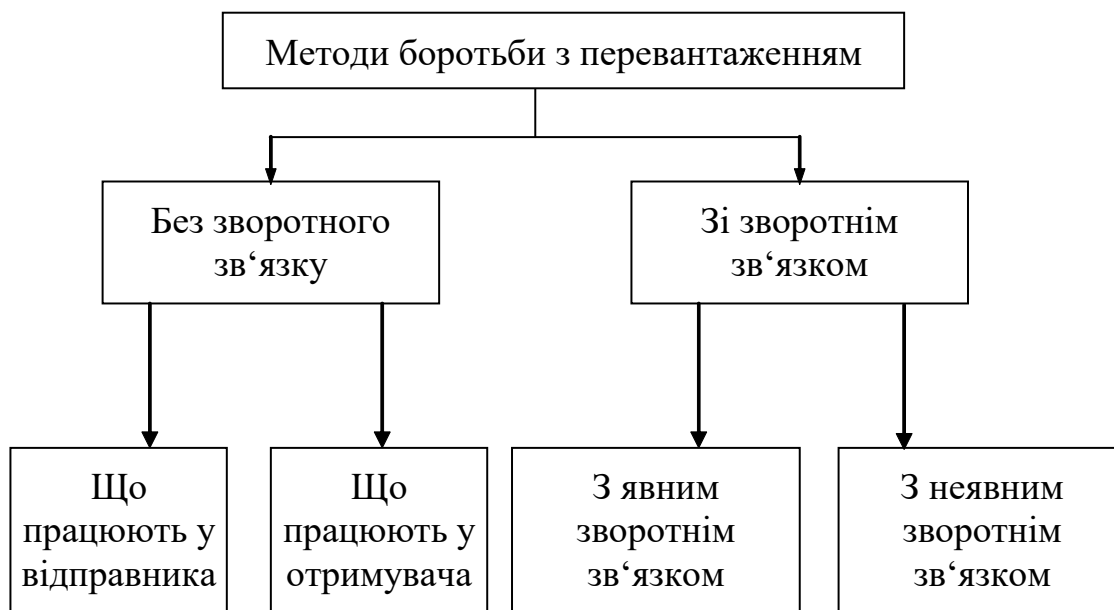 Методи боротьби з перевантаженням
Без зворотного
зв‘язку
Зі зворотнім
зв‘язком
Що
працюють у
відправника
Що
працюють у
отримувача
З явним
зворотнім
зв‘язком
З неявним
зворотнім
зв‘язком